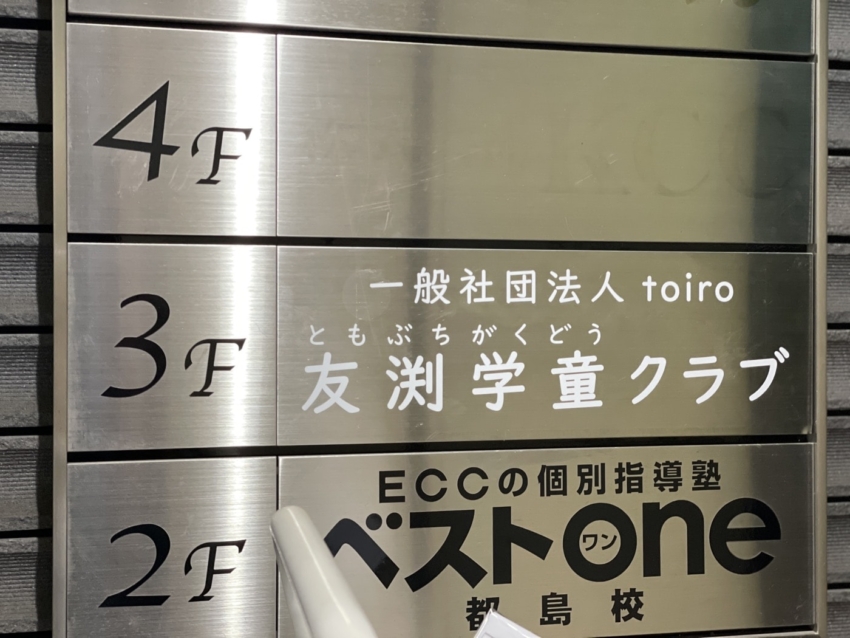 4F
3F
一般社団法人 toiro
ともぶちがくどう
友渕学童クラブ
2F
ECCの個別指導塾
ベストone
ワン
都島校